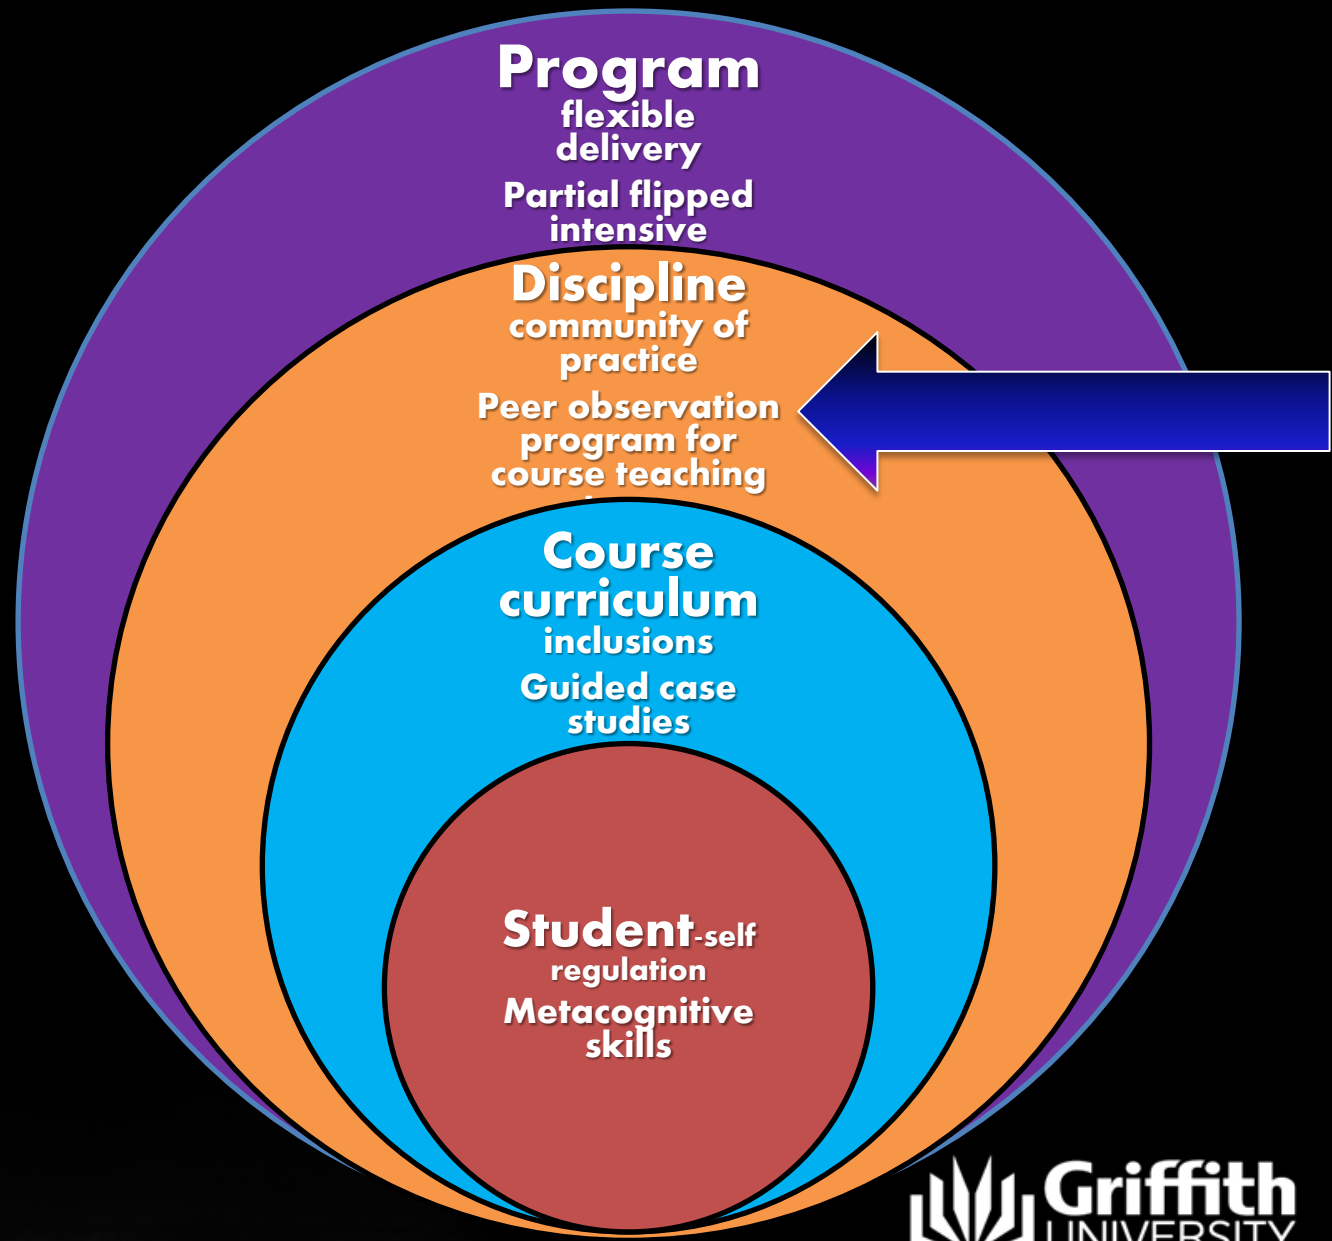 Program
flexible
delivery
Partial flipped
intensive
Discipline
community of
practice
Peer observation
program for
course teaching
Course
curriculum
inclusions
Guided case
studies
Student-self
regulation
Metacognitive
skills
Griffith
UNIVERSITY